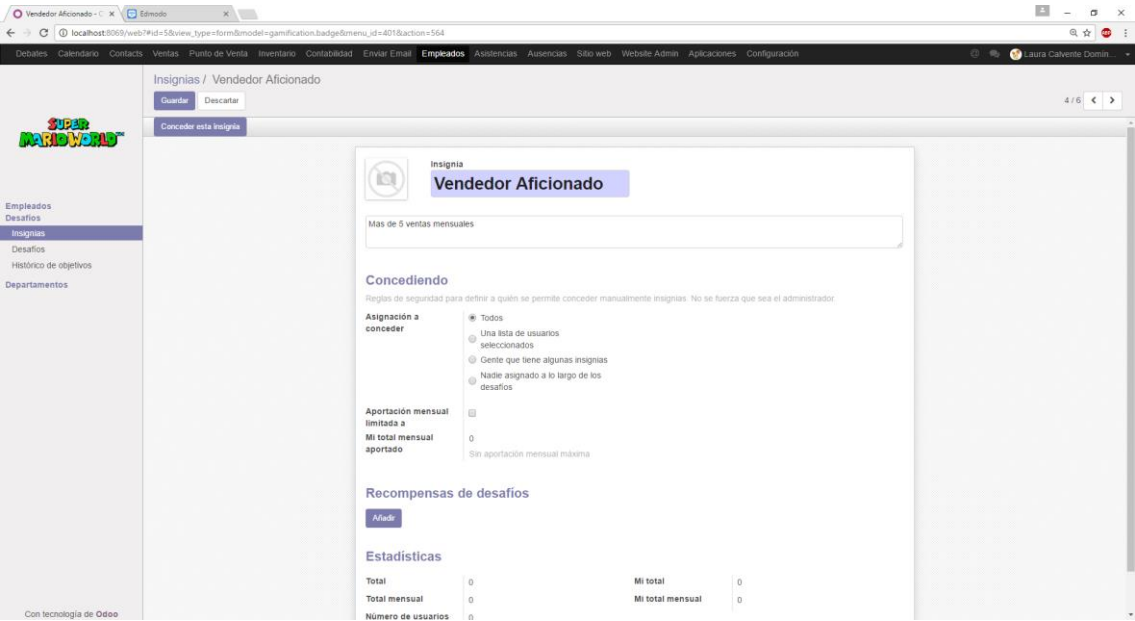 Vendedor Aficionado - C
Edmodo
localhost:8069/web?#id=5&view_type=form&model=gamification.badge&menu_id=401&action=564
Debates Calendario Contacts Ventas Punto de Venta Inventario Contabilidad Enviar Email Empleados Asistencias Ausencias Sitio web Website Admin Aplicaciones Configuración Laura Calvente Domín...
Insignias / Vendedor Aficionado
Guardar Descartar 4 / 6
SUPER
MARIO WORLD TM
Conceder esta insignia
Insignia
Vendedor Aficionado
Mas de 5 ventas mensuales
Empleados
Desafíos
Insignias
Desafíos
Histórico de objetivos
Departamentos
Concediendo
Reglas de seguridad para definir a quién se permite conceder manualmente insignias. No se fuerza que sea el administrador
Asignación a
conceder
Todos
Una lista de usuarios
seleccionados
Gente que tiene algunas insignias
Nadie asignado a lo largo de los
desafíos
Aportación mensual
limitada a
Mi total mensual
aportado
0
Sin aportación mensual máxima
Recompensas de desafíos
Añadir
Estadísticas
Total 0 Mi total 0
Total mensual 0 Mi total mensual 0
Número de usuarios 0
Con tecnología de Odoo